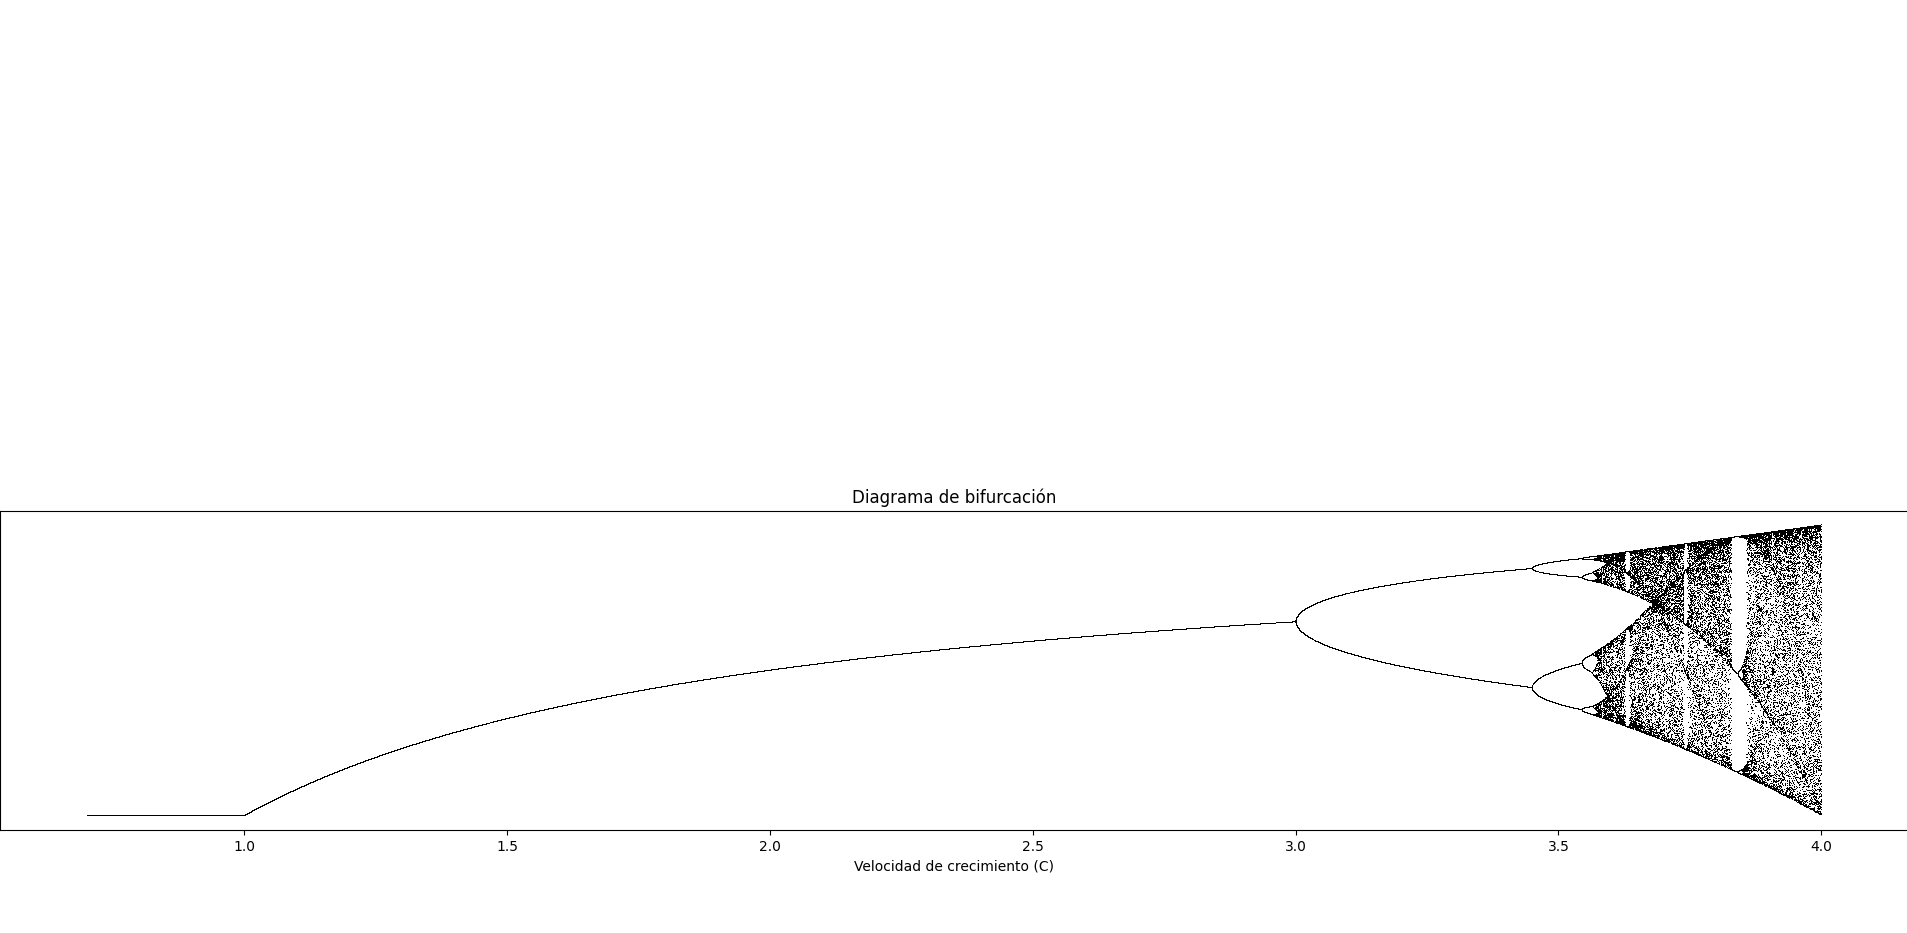 Diagrama de bifurcación
1.0 1.5 2.0 2.5 3.0 3.5 4.0
Velocidad de crecimiento (C)